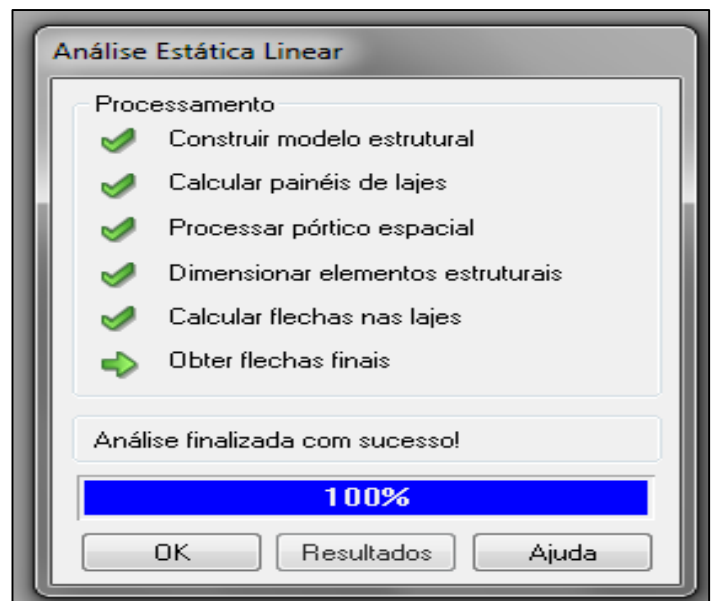 Análise Estática Linear
Processamento
Construir modelo estrutural
Calcular painéis de lajes
Processar pórtico espacial
Dimensionar elementos estruturais
Calcular flechas nas lajes
Obter flechas finais
Análise finalizada com sucesso!
100%
OK Resultados Ajuda